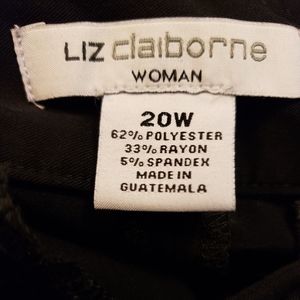 LIZ claiborne
WOMAN
20W
62% POLYESTER
33% RAYON
5% SPANDEX
MADE IN
GUATEMALA